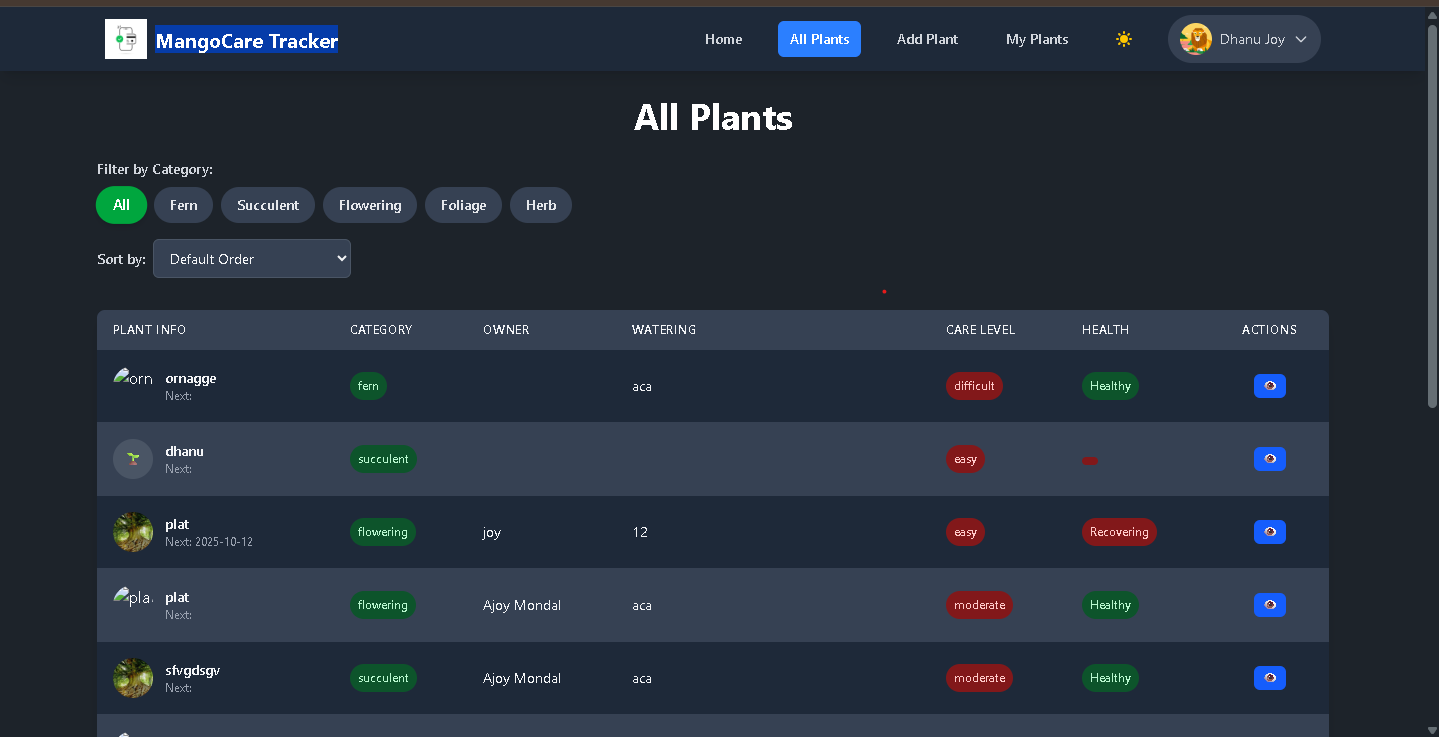 MangoCare Tracker
Home
All Plants
Add Plant
My Plants
Dhanu Joy
All Plants
Filter by Category:
All
Fern
Succulent
Flowering
Foliage
Herb
Sort by:
Default Order
PLANT INFO
CATEGORY
OWNER
WATERING
CARE LEVEL
HEALTH
ACTIONS
orn
ornagge
Next:
fern
aca
difficult
Healthy
dhanu
Next:
succulent
easy
plat
Next: 2025-10-12
flowering
joy
12
easy
Recovering
pla
plat
Next:
flowering
Ajoy Mondal
aca
moderate
Healthy
sfvgdsgv
Next:
succulent
Ajoy Mondal
aca
moderate
Healthy